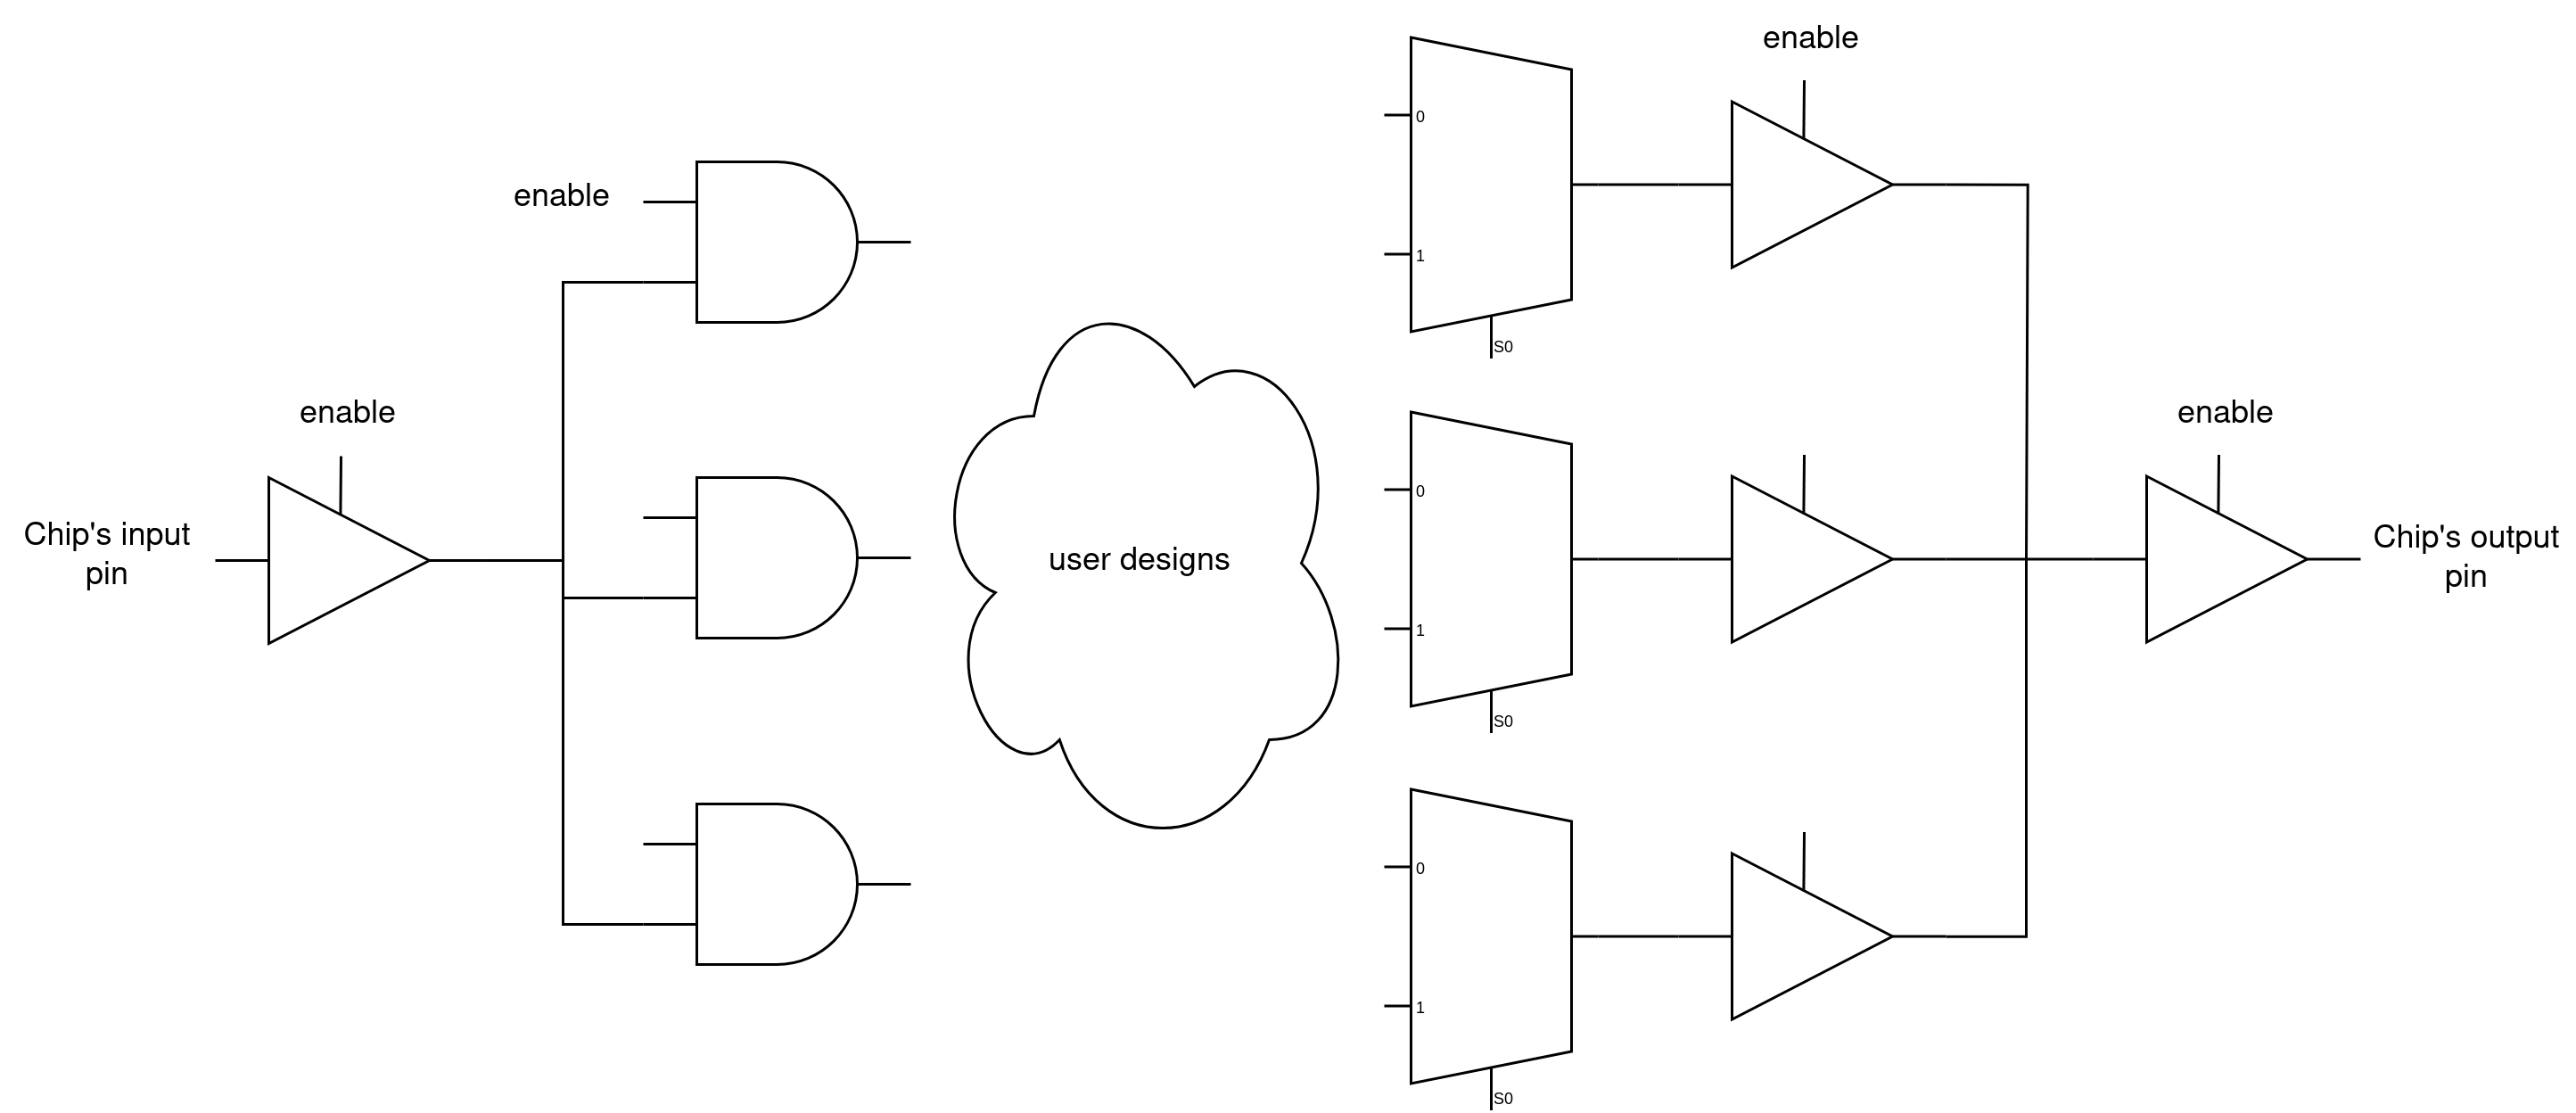 enable
0
enable
1
S0
enable
enable
0
Chip's input
pin
user designs
Chip's output
pin
1
S0
0
1
S0